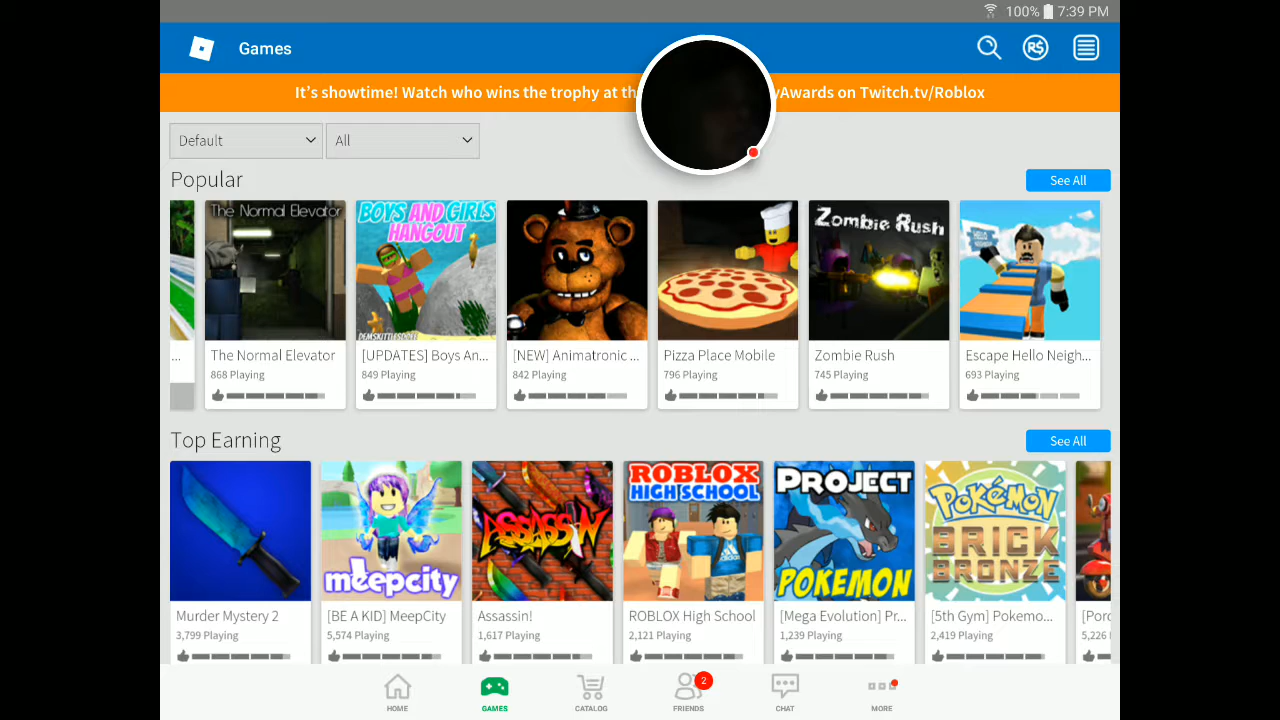 100% 7:39 PM
Games
R$
It's showtime! Watch who wins the trophy at th
yAwards on Twitch.tv/Roblox
Default
All
Popular
See All
The Normal Elevator
BOYS AND GIRLS
HANGOUT
Zombie Rush
...
The Normal Elevator
[UPDATES] Boys An...
[NEW] Animatronic ...
Pizza Place Mobile
Zombie Rush
Escape Hello Neigh...
868 Playing
849 Playing
842 Playing
796 Playing
745 Playing
693 Playing
Top Earning
See All
meepcity
ASSASSIN
ROBLOX
HIGH SCHOOL
PROJECT
POKEMON
POKéMON
BRICK
BRONZE
Murder Mystery 2
[BE A KID] MeepCity
Assassin!
ROBLOX High School
[Mega Evolution] Pr...
[5th Gym] Pokemo...
[Porc
3,799 Playing
5,574 Playing
1,617 Playing
2,121 Playing
1,239 Playing
2,419 Playing
5,226
HOME
GAMES
CATALOG
2
FRIENDS
CHAT
MORE